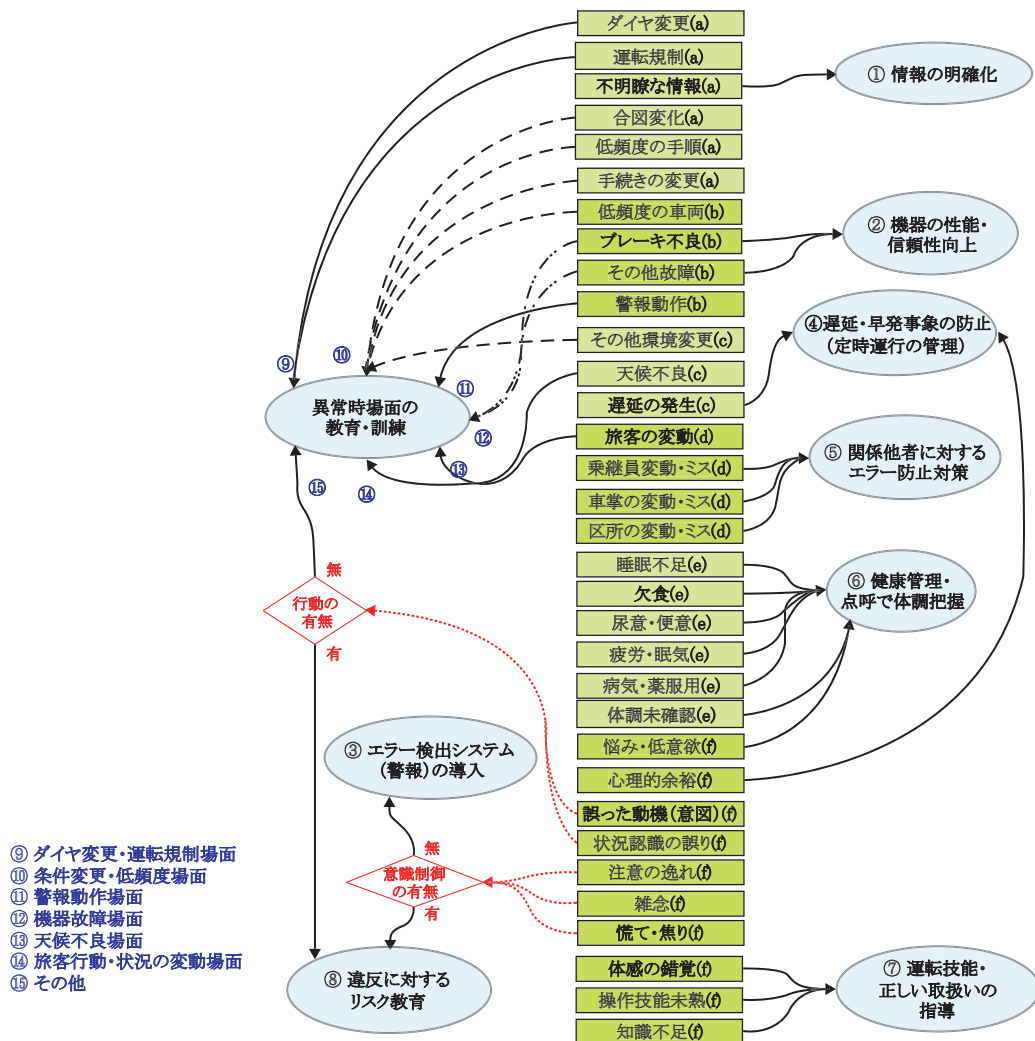 ダイヤ変更(a)
運転規制(a)
不明瞭な情報(a)
合図変化(a)
低頻度の手順(a)
手続きの変更(a)
低頻度の車両(b)
ブレーキ不良(b)
その他故障(b)
警報動作(b)
その他環境変更(c)
天候不良(c)
遅延の発生(c)
旅客の変動(d)
乗継員変動・ミス(d)
車掌の変動・ミス(d)
区所の変動・ミス(d)
睡眠不足(e)
欠食(e)
尿意・便意(e)
疲労・眠気(e)
病気・薬服用(e)
体調未確認(e)
悩み・低意欲(f)
心理的余裕(f)
誤った動機(意図)(f)
状況認識の誤り(f)
注意の逸れ(f)
雑念(f)
慌て・焦り(f)
体感の錯覚(f)
操作技能未熟(f)
知識不足(f)
① 情報の明確化
② 機器の性能・
信頼性向上
④遅延・早発事象の防止
(定時運行の管理)
⑤ 関係他者に対する
エラー防止対策
⑥ 健康管理・
点呼で体調把握
⑦ 運転技能・
正しい取扱いの
指導
⑨
⑩
⑪
⑫
⑬
⑭
⑮
異常時場面の
教育・訓練
無
行動の
有無
有
③ エラー検出システム
(警報)の導入
無
意識制御
の有無
有
⑧ 違反に対する
リスク教育
⑨ ダイヤ変更・運転規制場面
⑩ 条件変更・低頻度場面
⑪ 警報動作場面
⑫ 機器故障場面
⑬ 天候不良場面
⑭ 旅客行動・状況の変動場面
⑮ その他